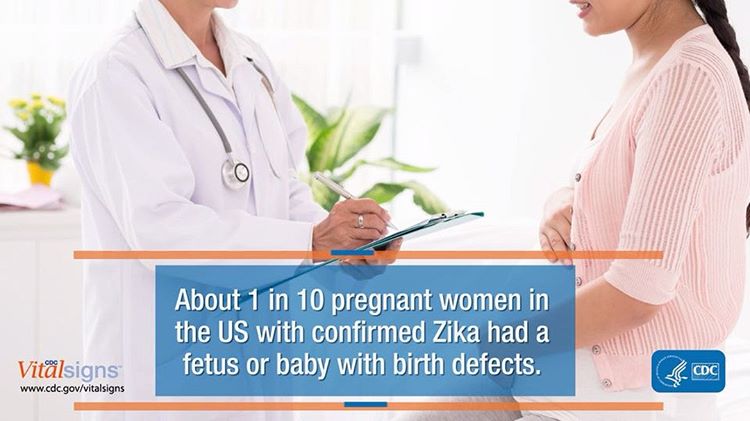 About 1 in 10 pregnant women in
the US with confirmed Zika had a
fetus or baby with birth defects.
CDC
Vitalsigns™
www.cdc.gov/vitalsigns
CDC